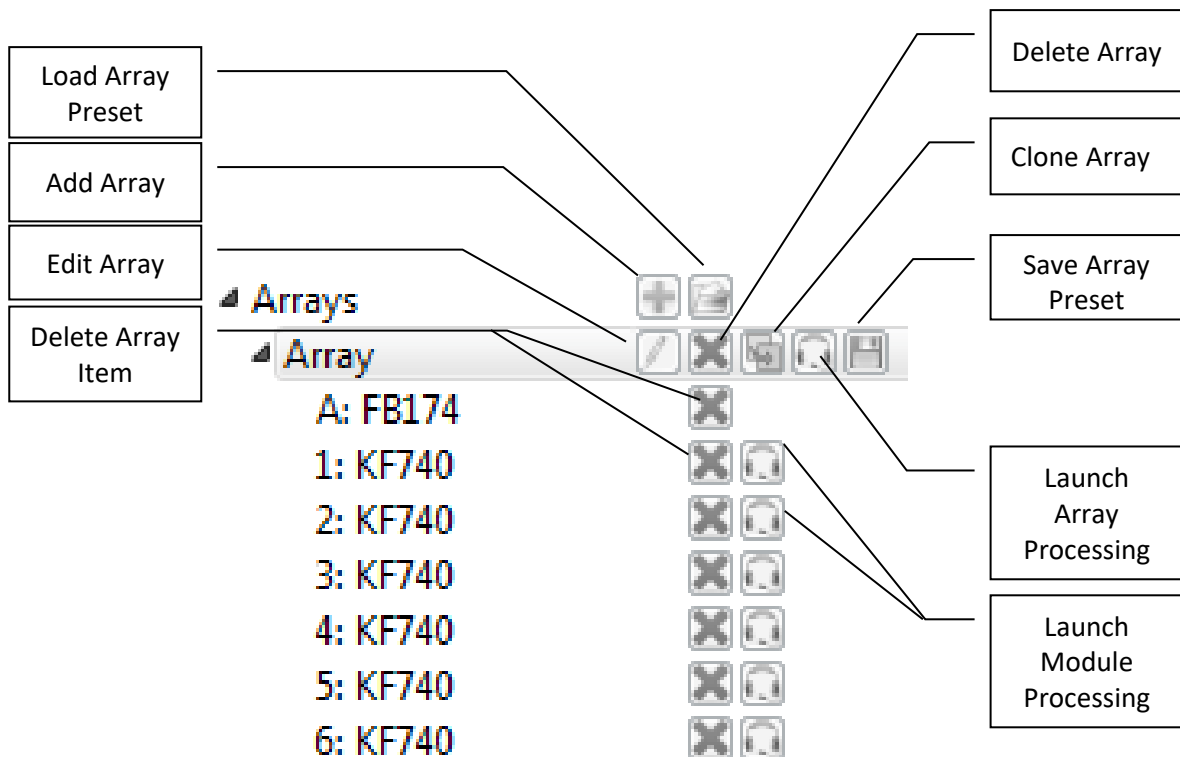 Load Array
Preset
Add Array
Edit Array
Delete Array
Item
Arrays
Array
A: FB174
1: KF740
2: KF740
3: KF740
4: KF740
5: KF740
6: KF740
Delete Array
Clone Array
Save Array
Preset
Launch
Array
Processing
Launch
Module
Processing